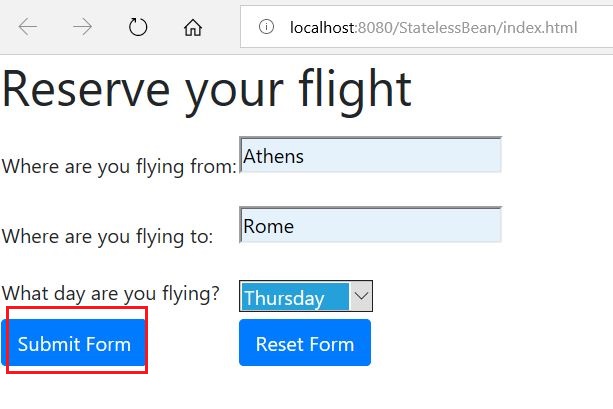 localhost:8080/StatelessBean/index.html
Reserve your flight
Where are you flying from: Athens
Where are you flying to: Rome
What day are you flying? Thursday
Submit Form Reset Form